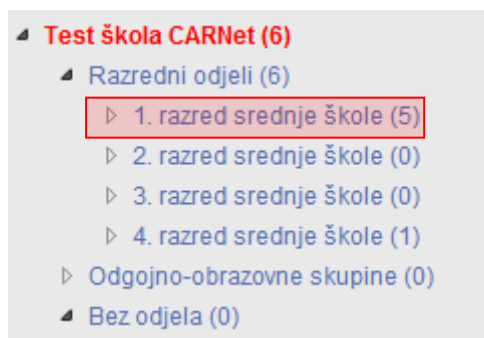 Test škola CARNet (6)
Razredni odjeli (6)
1. razred srednje škole (5)
2. razred srednje škole (0)
3. razred srednje škole (0)
4. razred srednje škole (1)
Odgojno-obrazovne skupine (0)
Bez odjela (0)